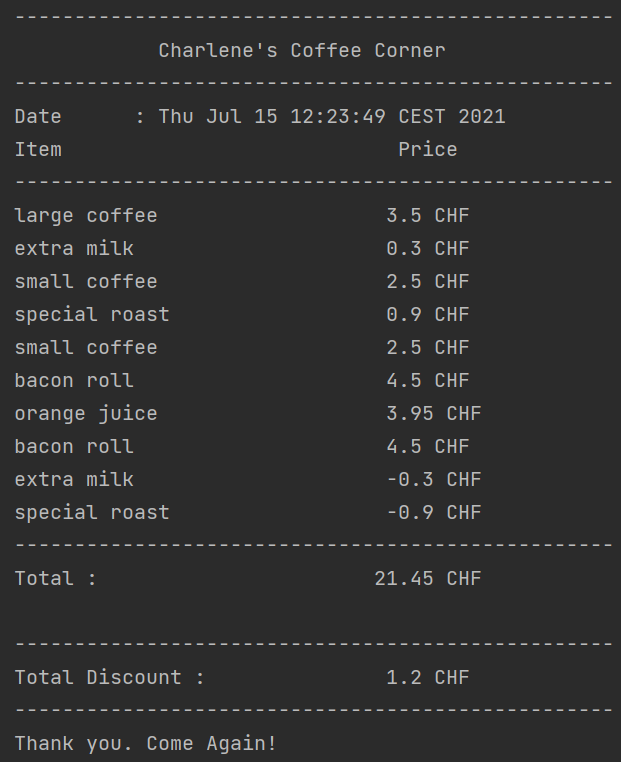 --------------------------------------------------
Charlene's Coffee Corner
--------------------------------------------------
Date      : Thu Jul 15 12:23:49 CEST 2021
Item                            Price
--------------------------------------------------
large coffee                   3.5 CHF
extra milk                     0.3 CHF
small coffee                   2.5 CHF
special roast                  0.9 CHF
small coffee                   2.5 CHF
bacon roll                     4.5 CHF
orange juice                   3.95 CHF
bacon roll                     4.5 CHF
extra milk                     -0.3 CHF
special roast                  -0.9 CHF
--------------------------------------------------
Total :                       21.45 CHF
--------------------------------------------------
Total Discount :               1.2 CHF
--------------------------------------------------
Thank you. Come Again!